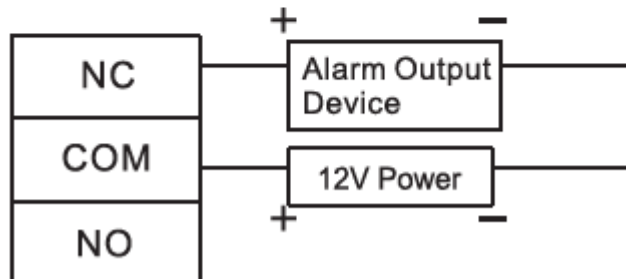 + −
NC
Alarm Output
Device
COM
12V Power
+ −
NO